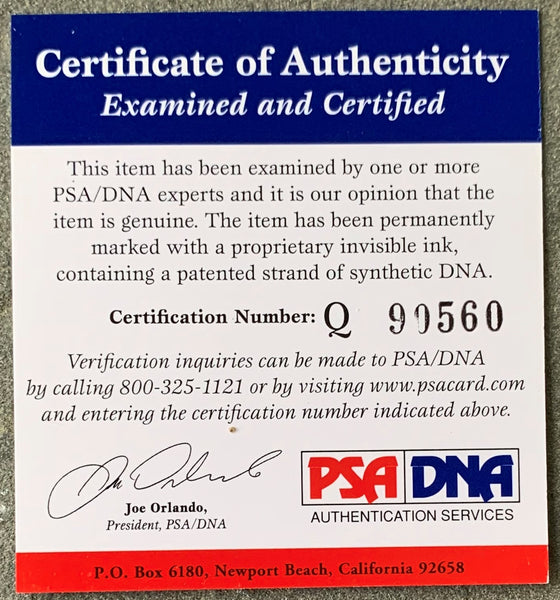 Certificate of Authenticity
Examined and Certified
This item has been examined by one or more
PSA/DNA experts and it is our opinion that the
item is genuine. The item has been permanently
marked with a proprietary invisible ink,
containing a patented strand of synthetic DNA.
Certification Number: Q 90560
Verification inquiries can be made to PSA/DNA
by calling 800-325-1121 or by visiting www.psacard.com
and entering the certification number indicated above.
Joe Orlando,
President, PSA/DNA
PSA DNA
AUTHENTICATION SERVICES
P.O. Box 6180, Newport Beach, California 92658